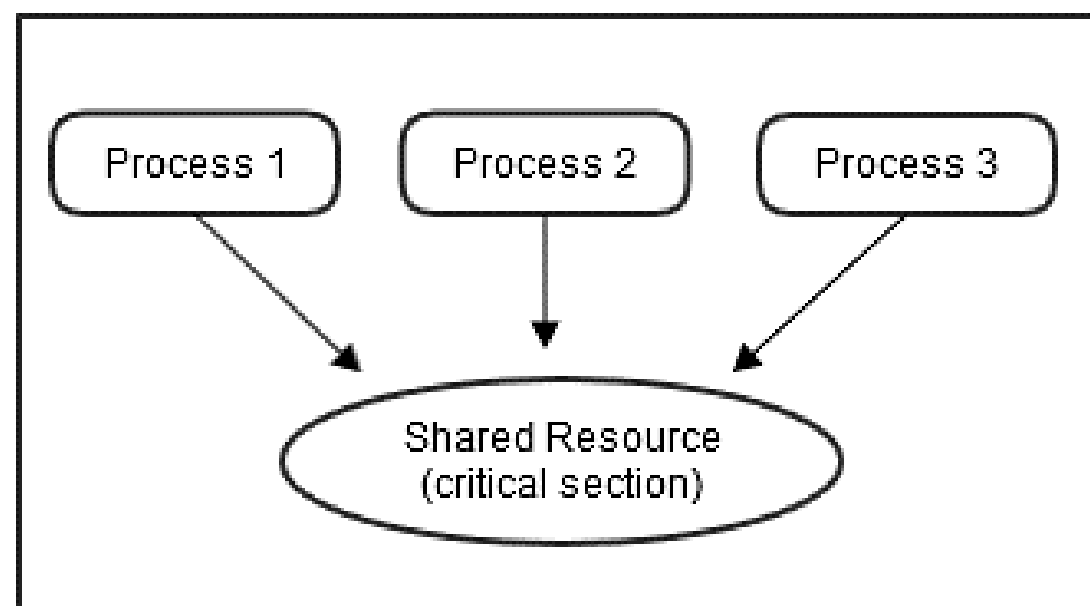 Process 1
Process 2
Process 3
Shared Resource
(critical section)